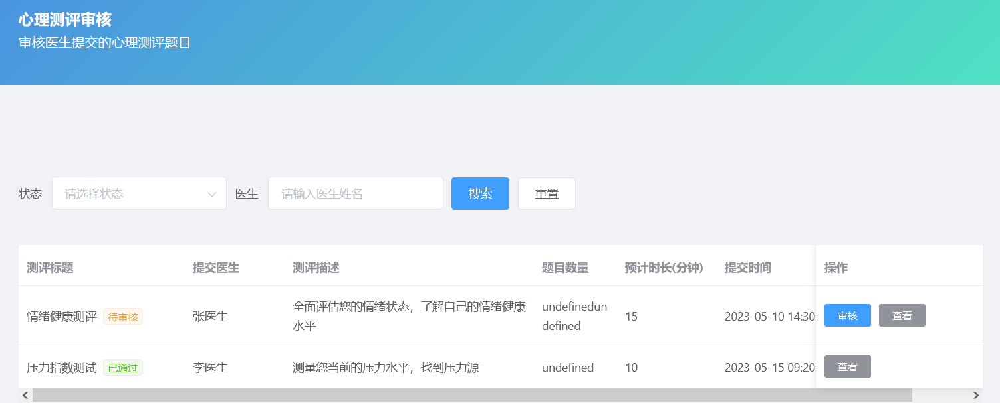 心理测评审核
审核医生提交的心理测评题目
状态 请选择状态 医生 请输入医生姓名 搜索 重置
测评标题 提交医生 测评描述 题目数量 预计时长(分钟) 提交时间 操作
情绪健康测评 待审核 张医生 全面评估您的情绪状态，了解自己的情绪健康 undefinedun 15 2023-05-10 14:30: 审核 查看
水平 defined
压力指数测试 已通过 李医生 测量您当前的压力水平，找到压力源 undefined 10 2023-05-15 09:20: 查看